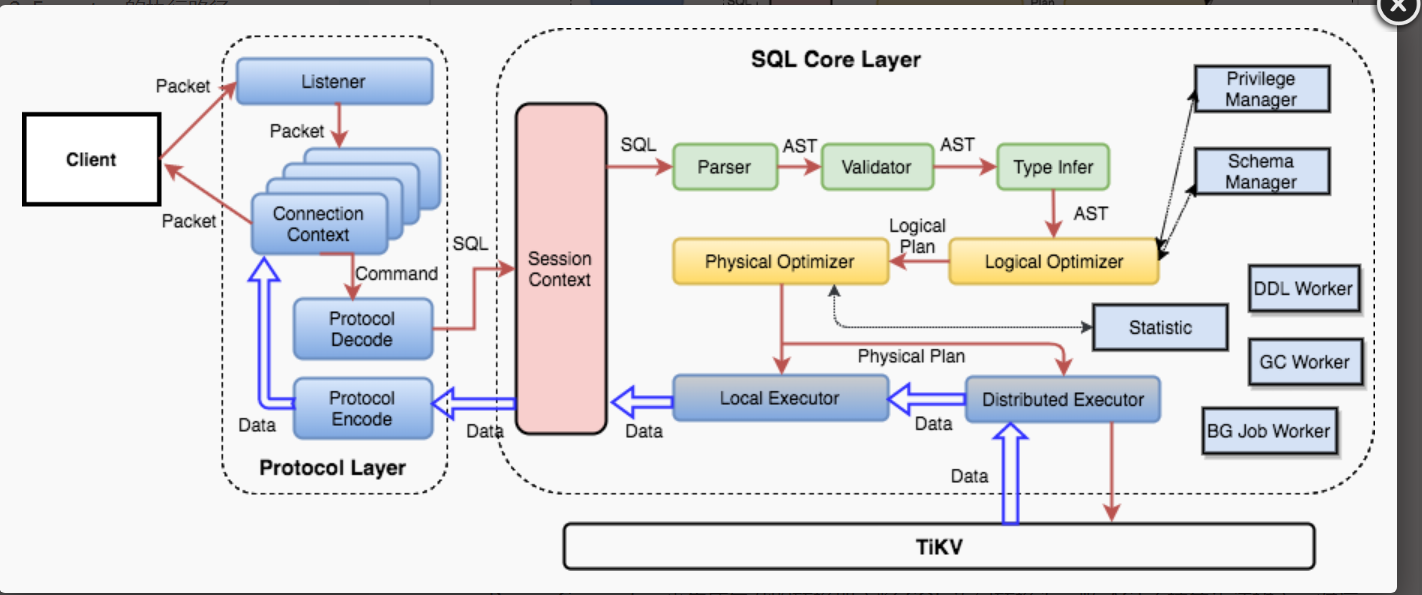 SQL Core Layer
Packet
Listener
Privilege
Manager
Packet
Client
SQL
Parser
AST
Validator
AST
Type Infer
Schema
Manager
Packet
Connection
Context
AST
Logical
Plan
SQL
Session
Context
Physical Optimizer
Logical Optimizer
Command
DDL Worker
Protocol
Decode
Statistic
Physical Plan
GC Worker
Protocol
Encode
Local Executor
Distributed Executor
Data
Data
Data
Data
BG Job Worker
Protocol Layer
Data
TiKV